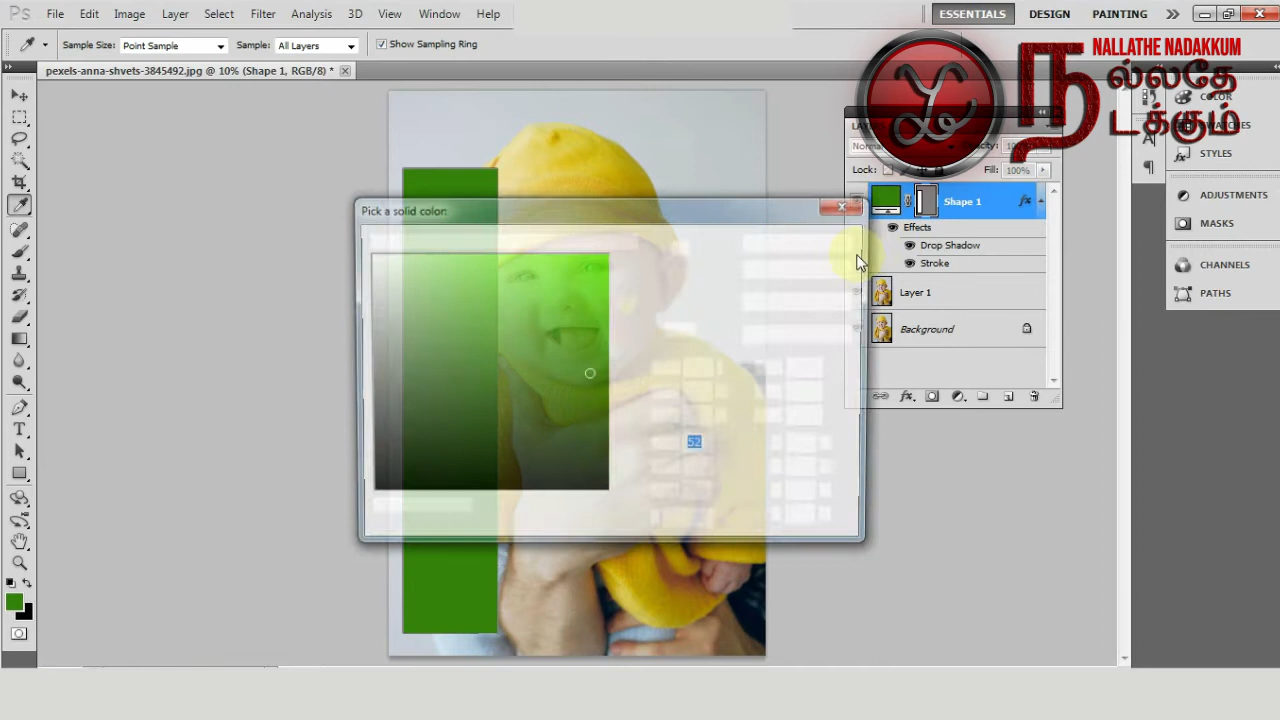 Ps File Edit Image Layer Select Filter Analysis 3D View Window Help
ESSENTIALS DESIGN PAINTING
Sample Size: Point Sample Sample: All Layers Show Sampling Ring
NALLATHE NADAKKUM
நல்லதே
நடக்கும்
pexels-anna-shvets-3845492.jpg @ 10% (Shape 1, RGB/8) *
COLOR
SWATCHES
STYLES
ADJUSTMENTS
MASKS
CHANNELS
PATHS
Opacity:
Lock: Fill: 100%
Shape 1 fx
Effects
Drop Shadow
Stroke
Layer 1
Background
Pick a solid color:
52